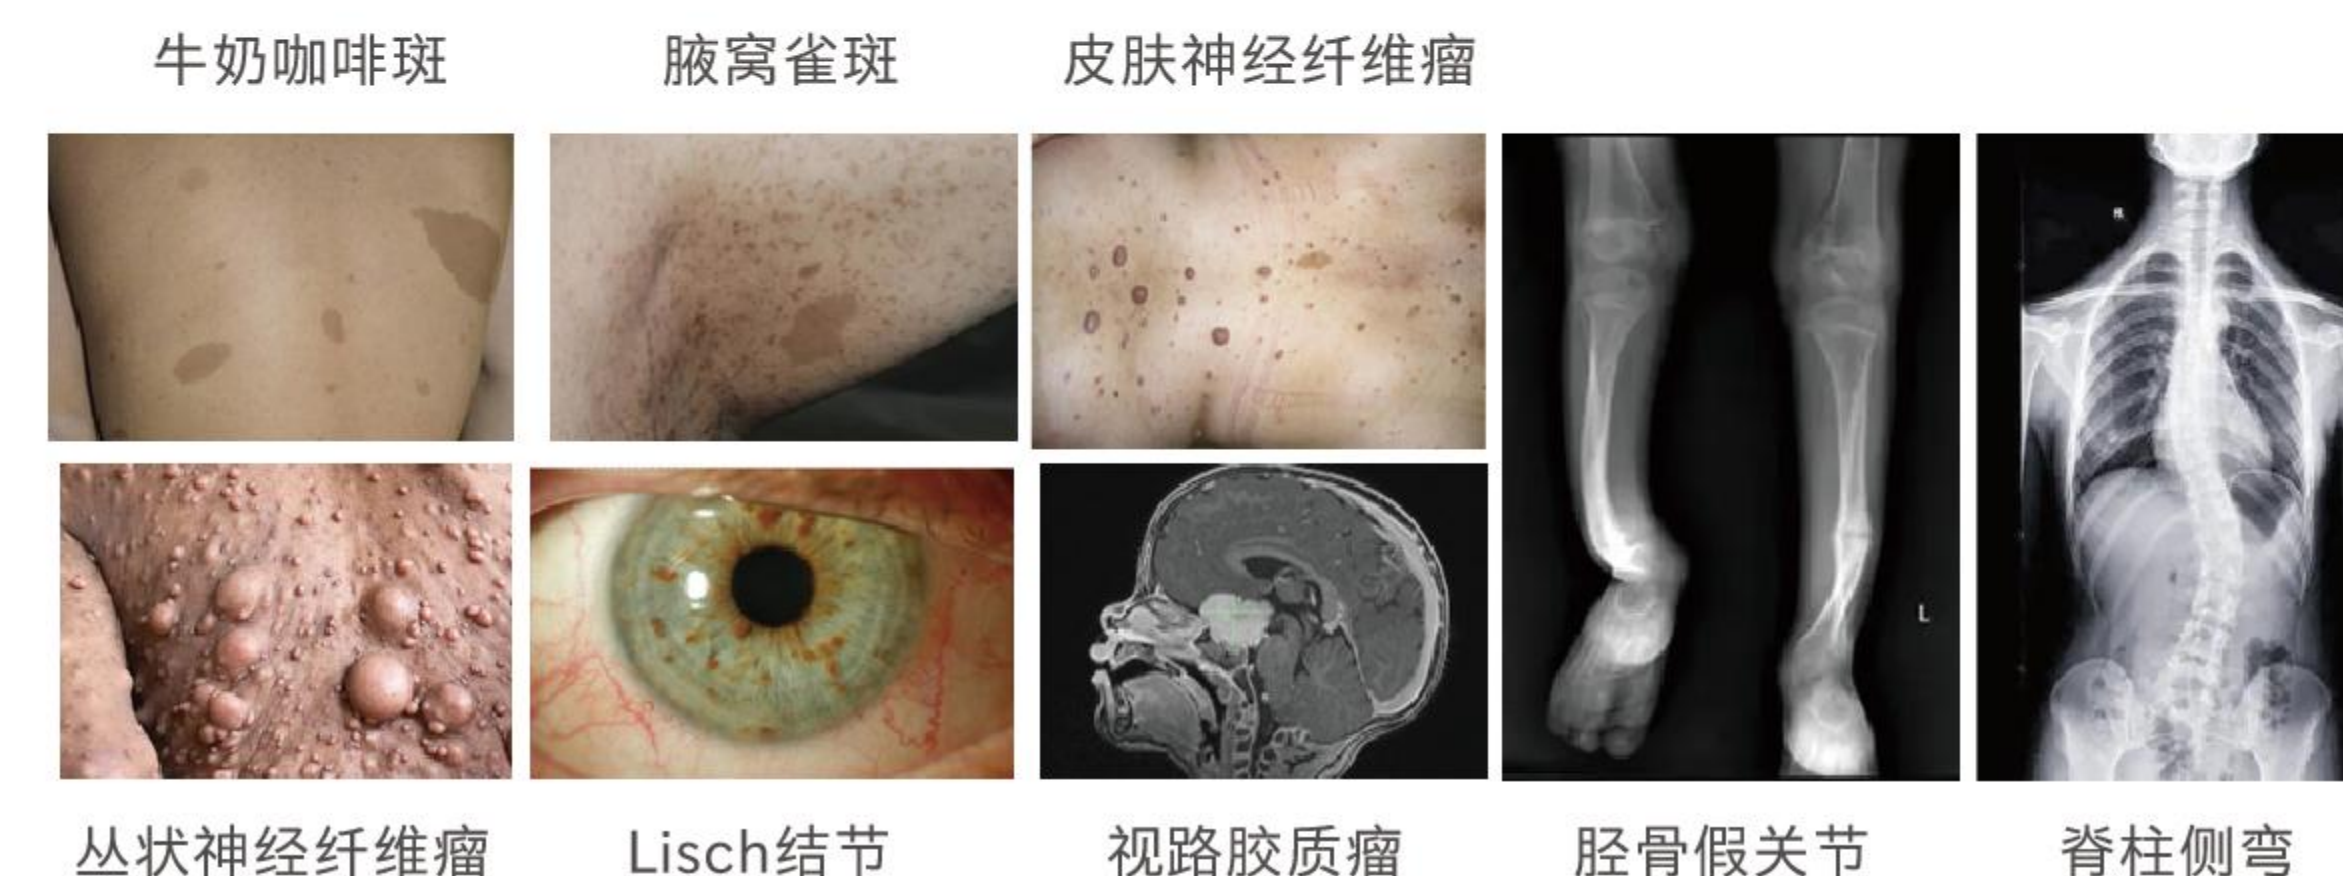 牛奶咖啡斑
腋窝雀斑
皮肤神经纤维瘤
L
丛状神经纤维瘤
Lisch结节
视路胶质瘤
胫骨假关节
脊柱侧弯